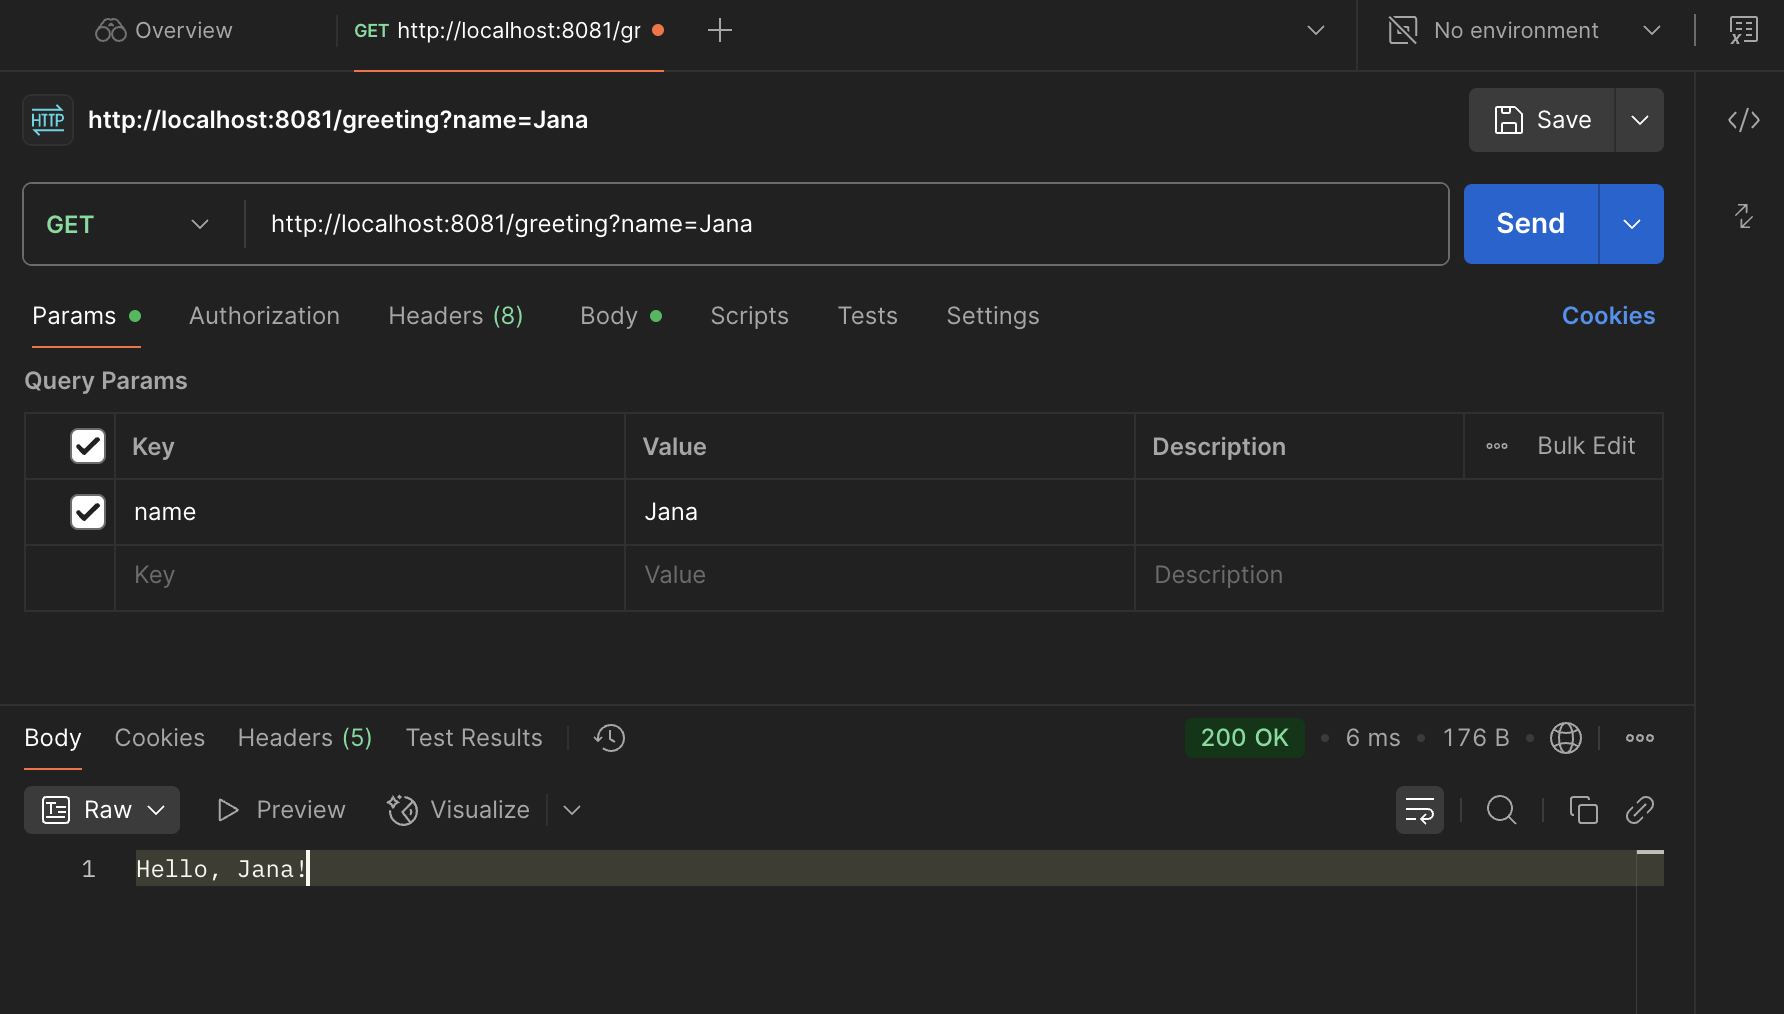 Overview
GET http://localhost:8081/gr
No environment
HTTP http://localhost:8081/greeting?name=Jana
Save
GET http://localhost:8081/greeting?name=Jana
Send
Params Authorization Headers (8) Body Scripts Tests Settings Cookies
Query Params
Key Value Description Bulk Edit
name Jana
Key Value Description
Body Cookies Headers (5) Test Results 200 OK 6 ms 176 B
Raw Preview Visualize
1 Hello, Jana!